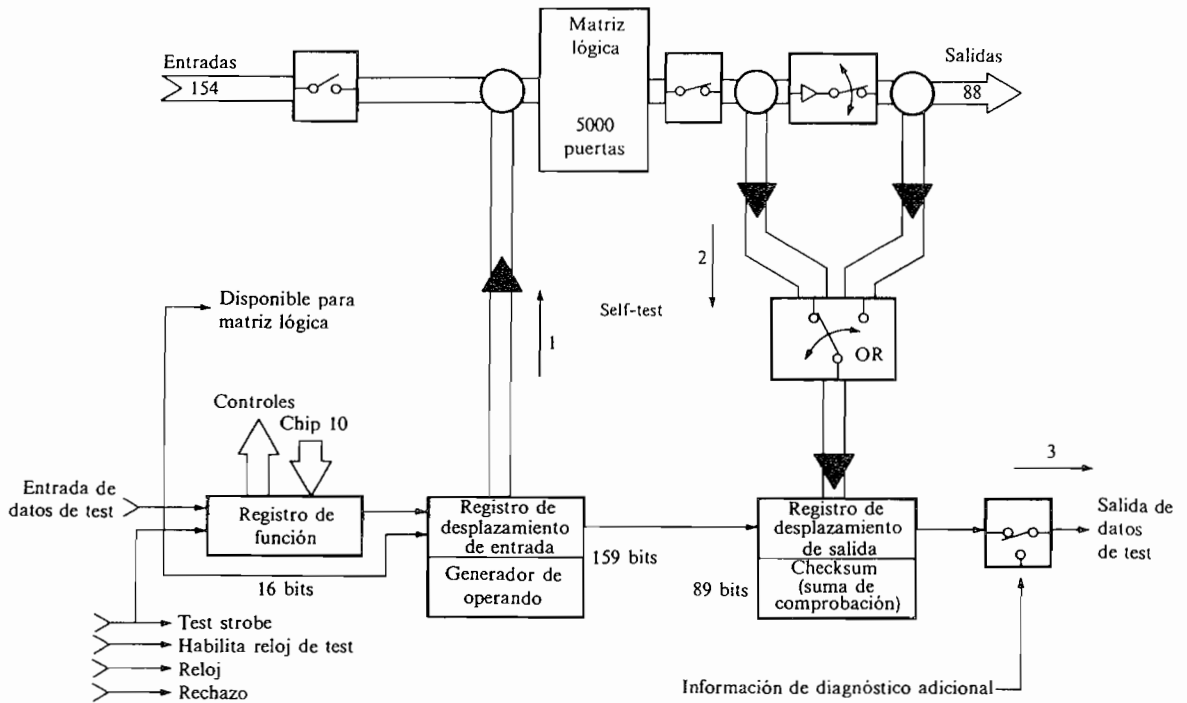 Matriz
lógica
5000
puertas
Entradas
154
Salidas
88
2
Self-test
1
OR
Disponible para
matriz lógica
Controles
Chip 10
3
Entrada de
datos de test
Registro de
función
16 bits
Registro de
desplazamiento
de entrada
Generador de
operando
159 bits
Registro de
desplazamiento
de salida
Checksum
(suma de
comprobación)
89 bits
Salida de
datos
de test
Test strobe
Habilita reloj de test
Reloj
Rechazo
Información de diagnóstico adicional